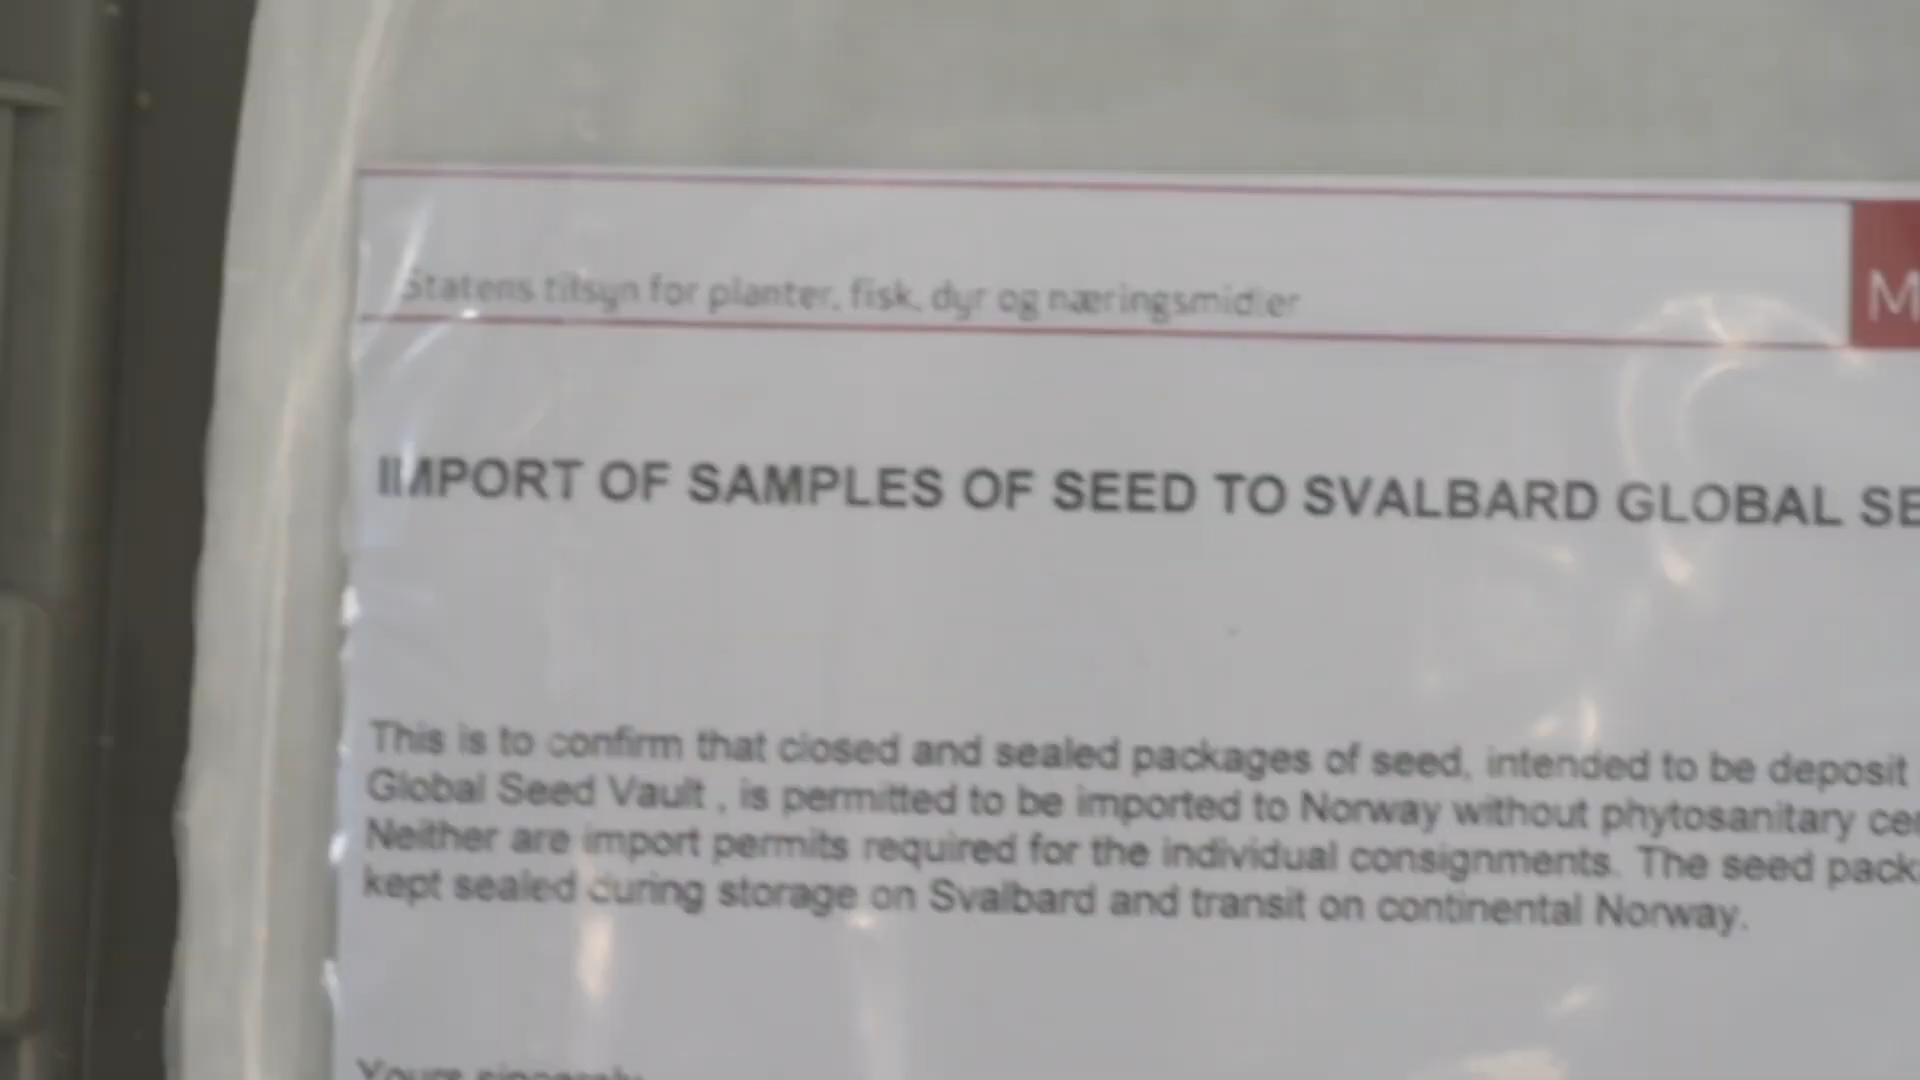 Statens tilsyn for planter, fisk, dyr og næringsmidler
M
IMPORT OF SAMPLES OF SEED TO SVALBARD GLOBAL SE
This is to confirm that closed and sealed packages of seed, intended to be deposit
Global Seed Vault , is permitted to be imported to Norway without phytosanitary cer
Neither are import permits required for the individual consignments. The seed pack
kept sealed during storage on Svalbard and transit on continental Norway.
Yours sincerely